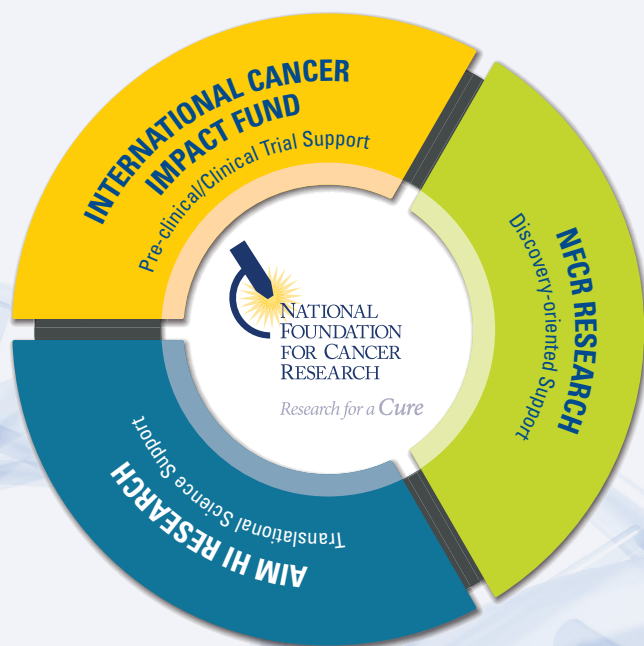 INTERNATIONAL CANCER
IMPACT FUND
Pre-clinical/Clinical Trial Support
NFCR RESEARCH
Discovery-oriented Support
AIM HI RESEARCH
Translational Science Support
NATIONAL
FOUNDATION
FOR CANCER
RESEARCH
Research for a Cure